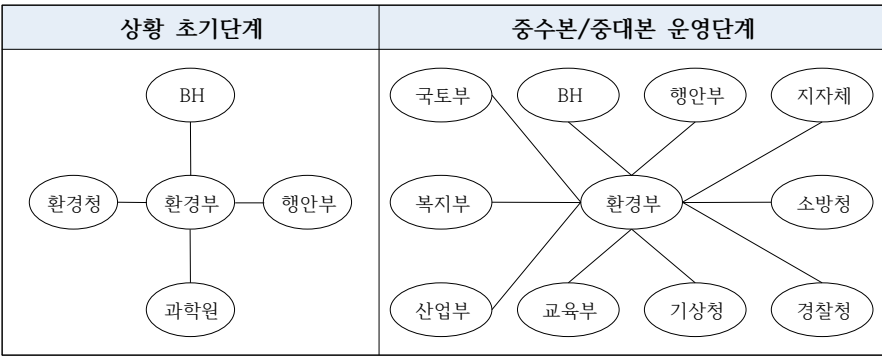 상황 초기단계
중수본/중대본 운영단계
BH
환경청
환경부
행안부
과학원
국토부
BH
행안부
지자체
복지부
환경부
소방청
산업부
교육부
기상청
경찰청